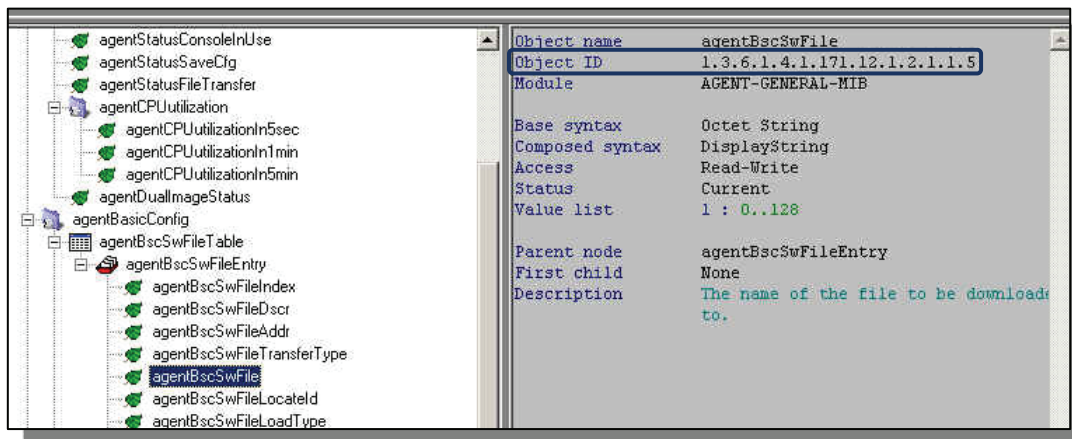 agentStatusConsoleInUse
agentStatusSaveCfg
agentStatusFileTransfer
agentCPUutilization
agentCPUutilizationIn5sec
agentCPUutilizationIn1min
agentCPUutilizationIn5min
agentDualImageStatus
agentBasicConfig
agentBscSwFileTable
agentBscSwFileEntry
agentBscSwFileIndex
agentBscSwFileDscr
agentBscSwFileAddr
agentBscSwFileTransferType
agentBscSwFile
agentBscSwFileLocateId
agentBscSwFileLoadType
Object name agentBscSwFile
Object ID 1.3.6.1.4.1.171.12.1.2.1.1.5
Module AGENT-GENERAL-MIB
Base syntax Octet String
Composed syntax DisplayString
Access Read-Write
Status Current
Value list 1 : 0..128
Parent node agentBscSwFileEntry
First child None
Description The name of the file to be downloade
to.